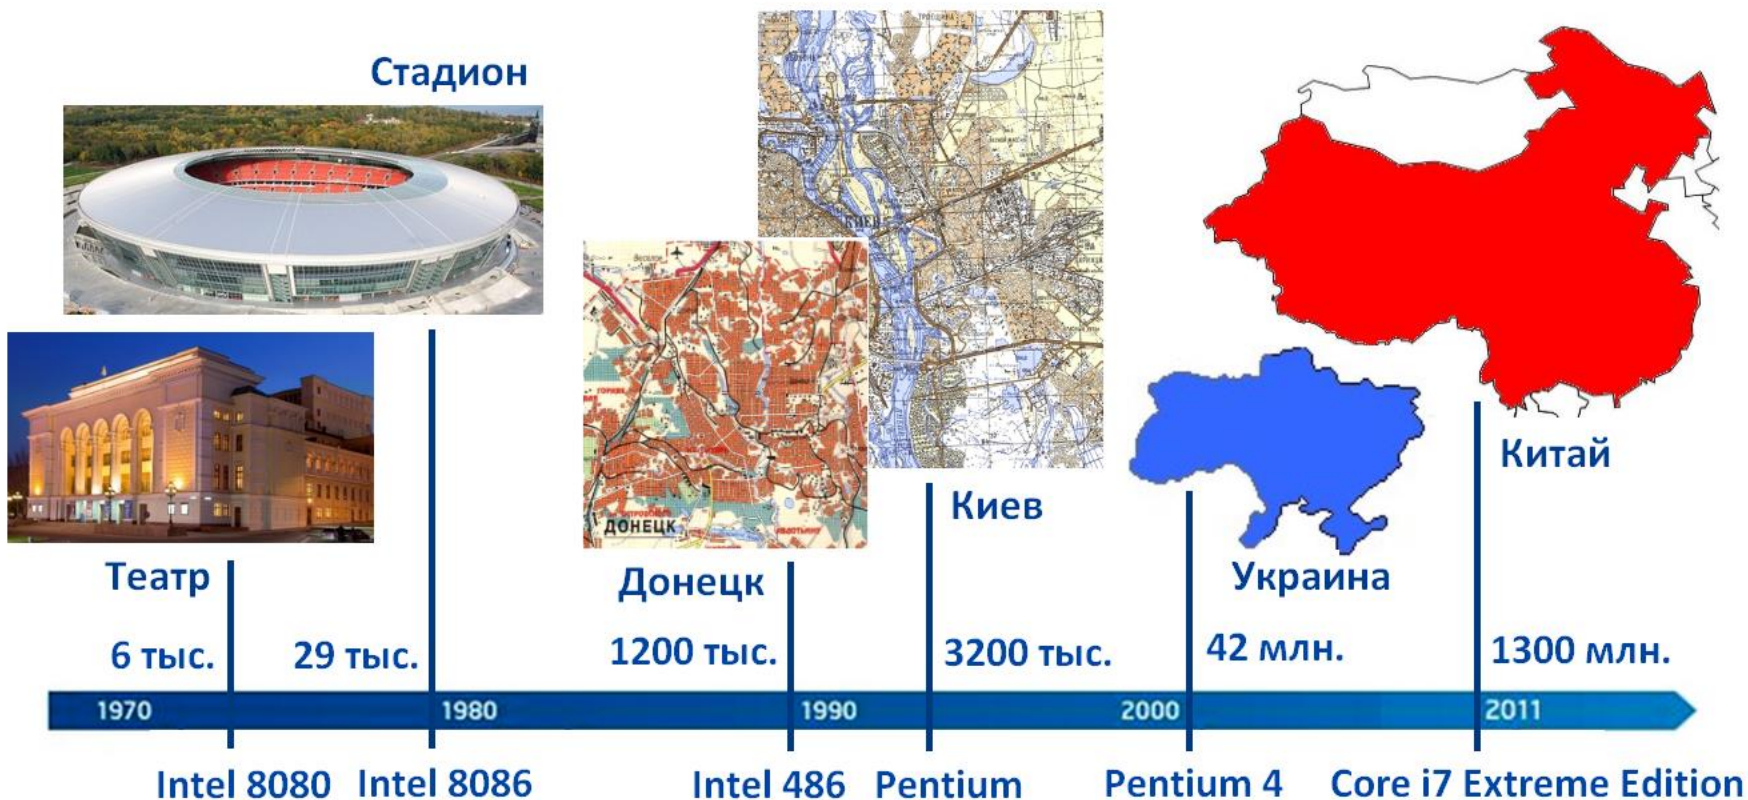 Стадион
КИЕВ
ДОНЕЦК
Театр
Донецк
Киев
Украина
Китай
6 тыс.
29 тыс.
1200 тыс.
3200 тыс.
42 млн.
1300 млн.
1970
1980
1990
2000
2011
Intel 8080
Intel 8086
Intel 486
Pentium
Pentium 4
Core i7 Extreme Edition